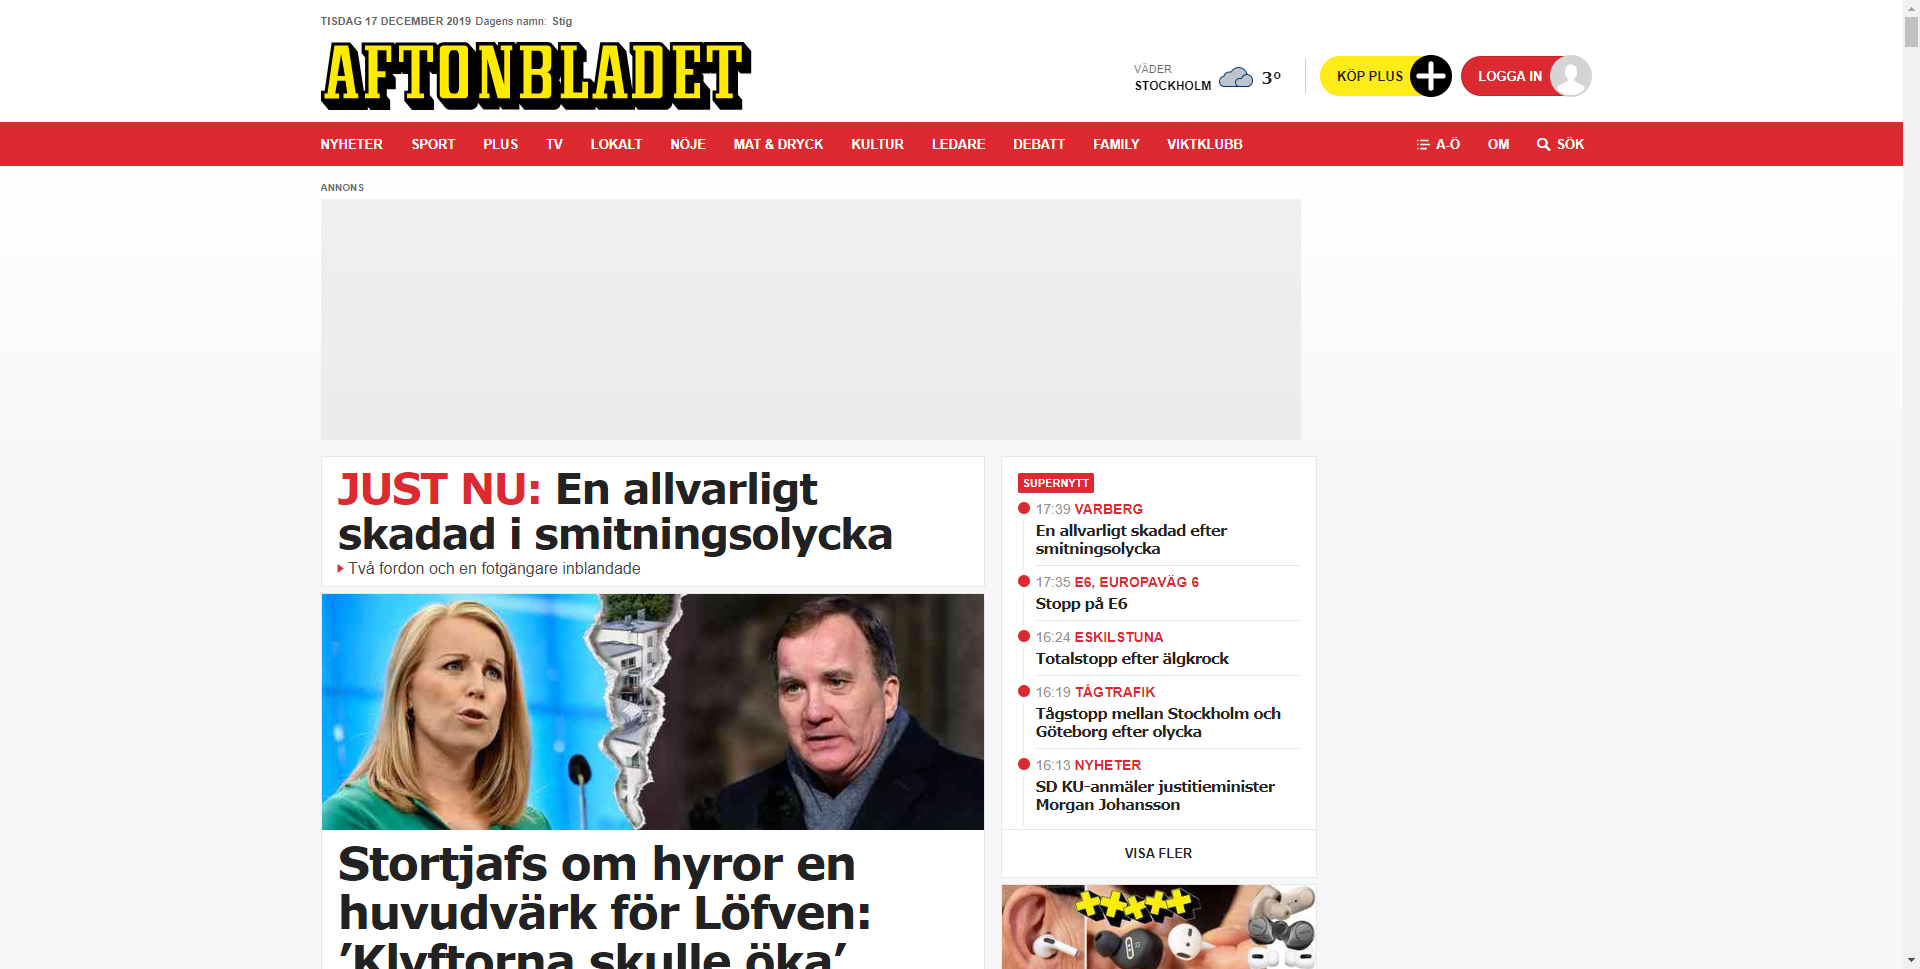 TISDAG 17 DECEMBER 2019 Dagens namn: Stig
AFTONBLADET
VÄDER
STOCKHOLM
3°
KÖP PLUS
LOGGA IN
NYHETER SPORT PLUS TV LOKALT NÖJE MAT & DRYCK KULTUR LEDARE DEBATT FAMILY VIKTKLUBB A-Ö OM SÖK
ANNONS
JUST NU: En allvarligt
skadad i smitningsolycka
Två fordon och en fotgängare inblandade
Stortjafs om hyror en
huvudvärk för Löfven:
’Klyftorna skulle öka’
SUPERNYTT
17:39 VARBERG
En allvarligt skadad efter
smitningsolycka
17:35 E6, EUROPAVÄG 6
Stopp på E6
16:24 ESKILSTUNA
Totalstopp efter älgkrock
16:19 TÅGTRAFIK
Tågstopp mellan Stockholm och
Göteborg efter olycka
16:13 NYHETER
SD KU-anmäler justitieminister
Morgan Johansson
VISA FLER